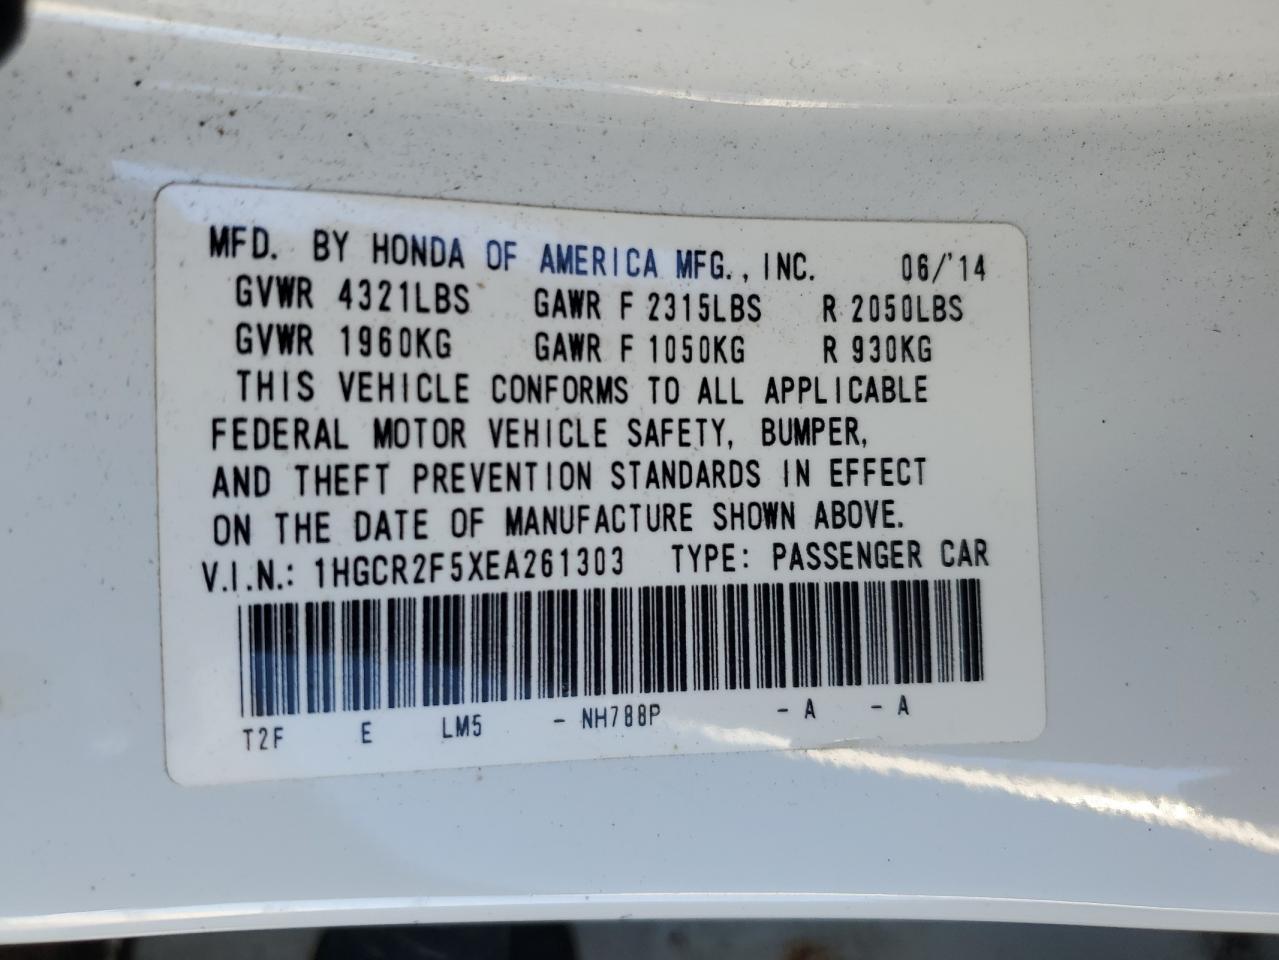 MFD. BY HONDA OF AMERICA MFG., INC. 06/'14
GVWR 4321LBS GAWR F 2315LBS R 2050LBS
GVWR 1960KG GAWR F 1050KG R 930KG
THIS VEHICLE CONFORMS TO ALL APPLICABLE
FEDERAL MOTOR VEHICLE SAFETY, BUMPER,
AND THEFT PREVENTION STANDARDS IN EFFECT
ON THE DATE OF MANUFACTURE SHOWN ABOVE.
V.I.N.: 1HGCR2F5XEA261303 TYPE: PASSENGER CAR
T2F E LM5 - NH788P - A - A